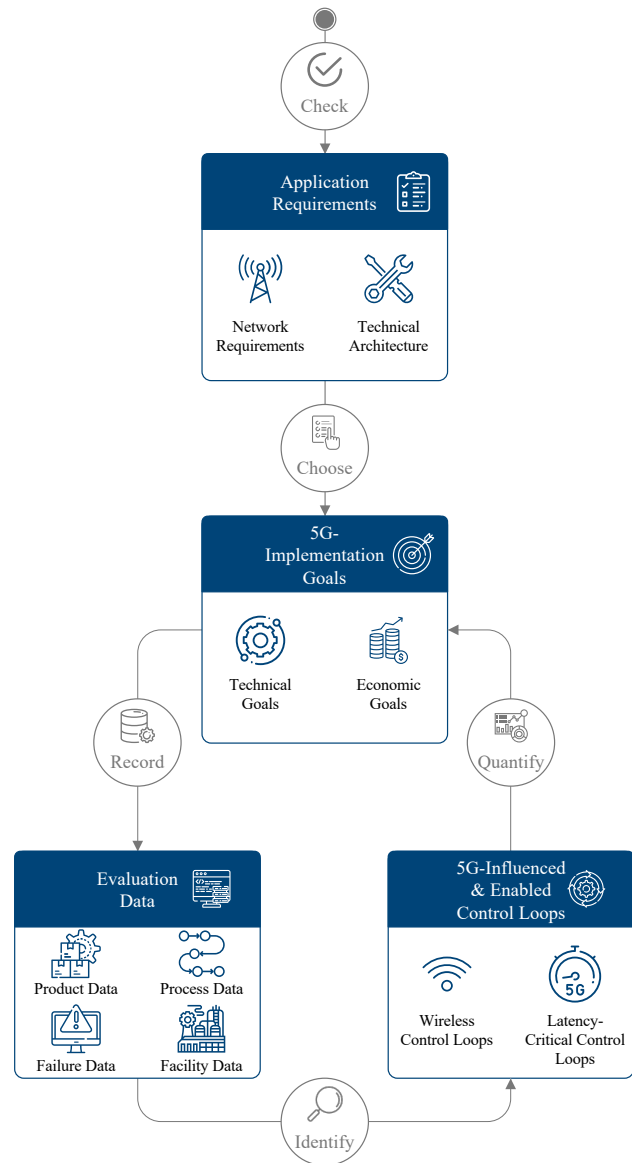 Check
Application
Requirements
Network
Requirements
Technical
Architecture
Choose
5G-
Implementation
Goals
Technical
Goals
Economic
Goals
Record
Quantify
Evaluation
Data
Product Data
Process Data
Failure Data
Facility Data
5G-Influenced
& Enabled
Control Loops
Wireless
Control Loops
5G
Latency-
Critical Control
Loops
Identify